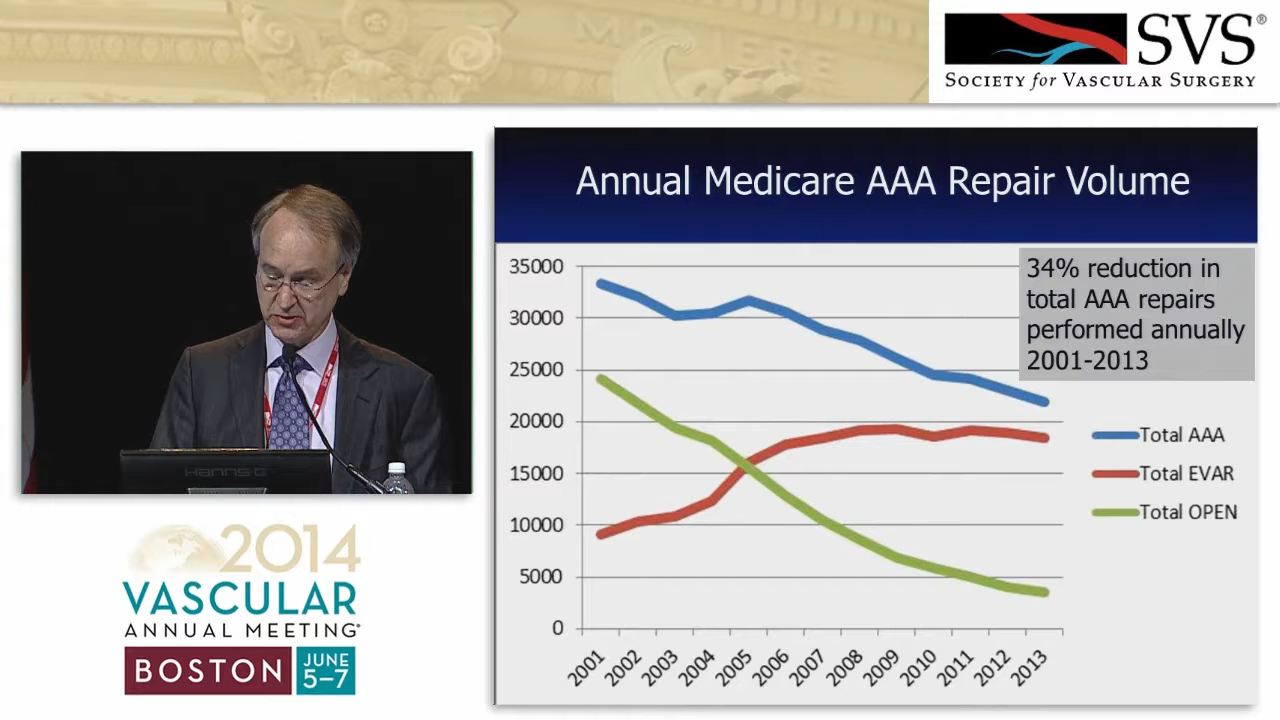 MOLIERE
SVS®
SOCIETY for VASCULAR SURGERY
HANNS-G
2014
VASCULAR
ANNUAL MEETING®
BOSTON
JUNE
5–7
Annual Medicare AAA Repair Volume
34% reduction in
total AAA repairs
performed annually
2001-2013
35000
30000
25000
20000
15000
10000
5000
0
2001 2002 2003 2004 2005 2006 2007 2008 2009 2010 2011 2012 2013
Total AAA
Total EVAR
Total OPEN